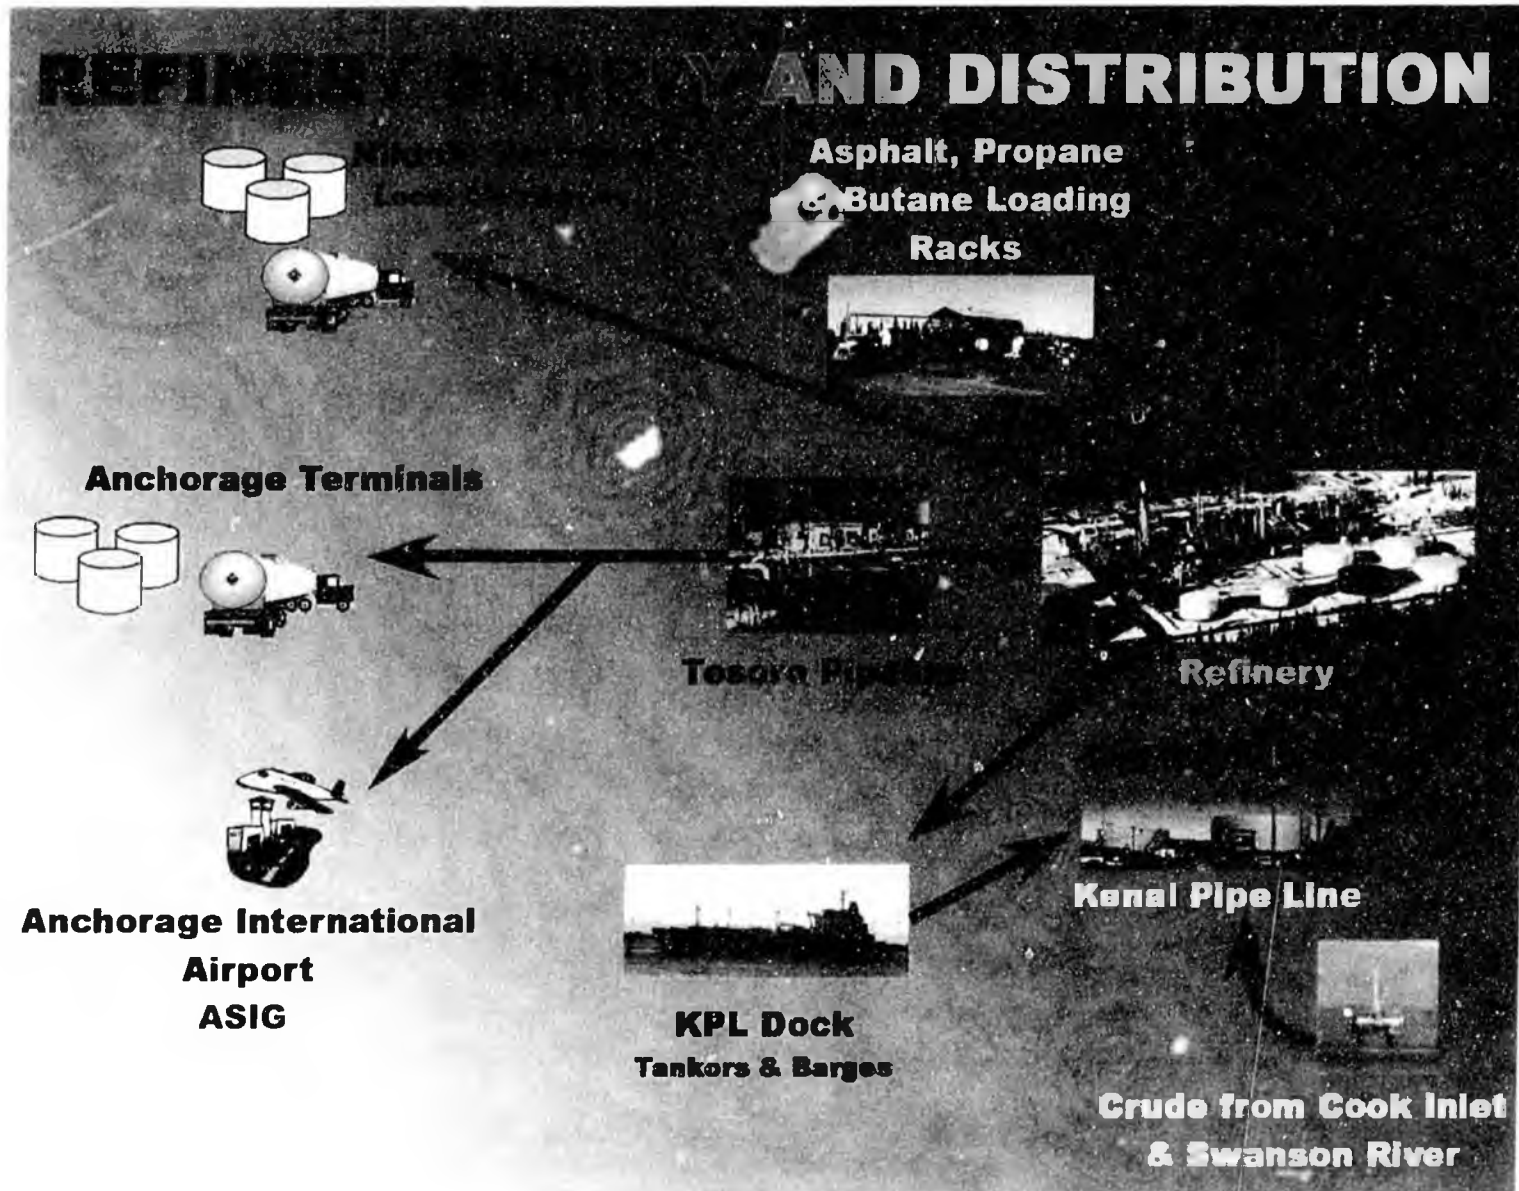 AND DISTRIBUTION
Asphalt, Propane
& Butane Loading
Racks
Anchorage Terminals
Refinery
Kenai Pipe Line
Anchorage International
Airport
ASIG
KPL Dock
Tankers & Barges
Crude from Cook Inlet
& Swanson River